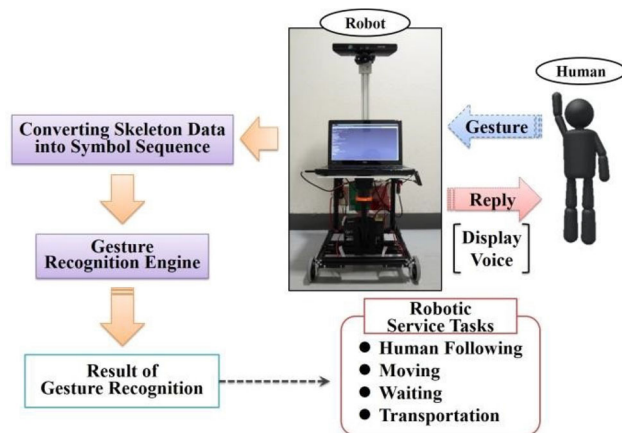 Robot
Human
Converting Skeleton Data
into Symbol Sequence
Gesture
Reply
Display
Voice
Gesture
Recognition Engine
Result of
Gesture Recognition
Robotic
Service Tasks
● Human Following
● Moving
● Waiting
● Transportation